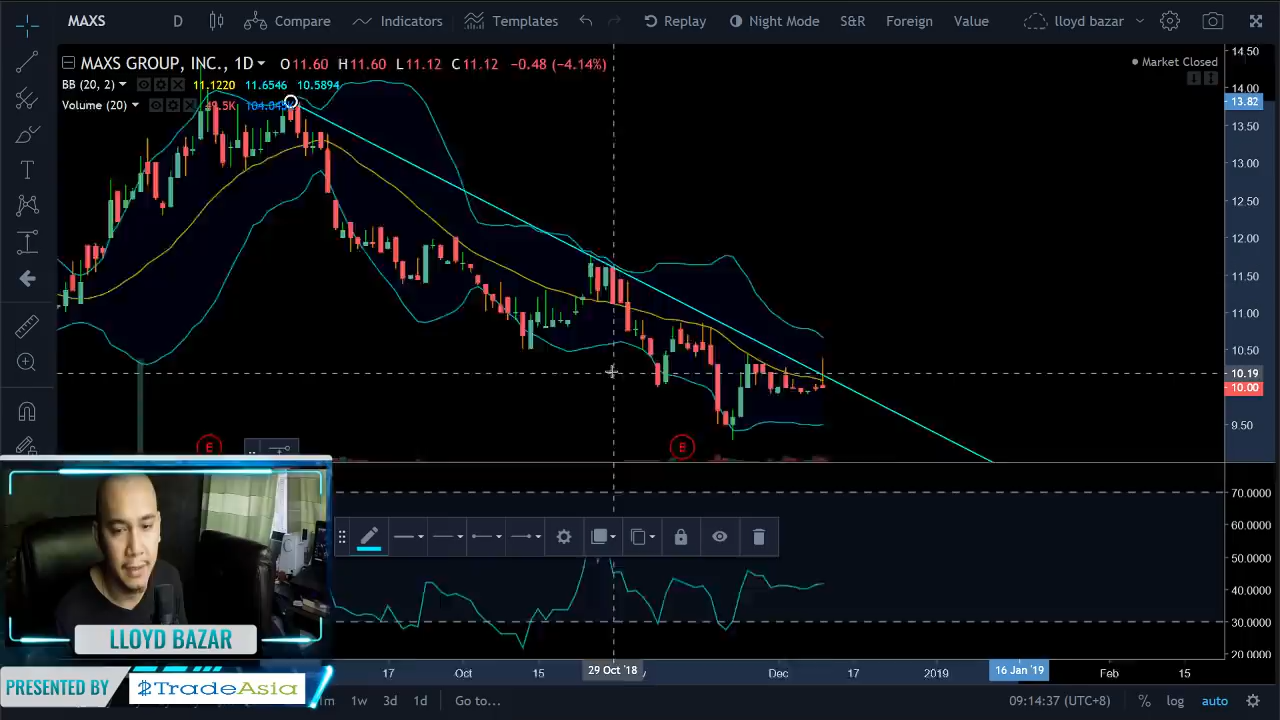 MAXS D Compare Indicators Templates Replay Night Mode S&R Foreign Value lloyd bazar
MAXS GROUP, INC., 1D O11.60 H11.60 L11.12 C11.12 −0.48 (−4.14%)
Market Closed
BB (20, 2) 11.1220 11.6546 10.5894
Volume (20)
14.50
14.00
13.82
13.50
13.00
12.50
12.00
11.50
11.00
10.50
10.19
10.00
9.50
E E
70.0000
60.0000
50.0000
40.0000
30.0000
20.0000
LLOYD BAZAR
17 Oct 15 29 Oct '18 Dec 17 2019 16 Jan '19 Feb 15
PRESENTED BY TradeAsia
1w 3d 1d Go to... 09:14:37 (UTC+8) % log auto